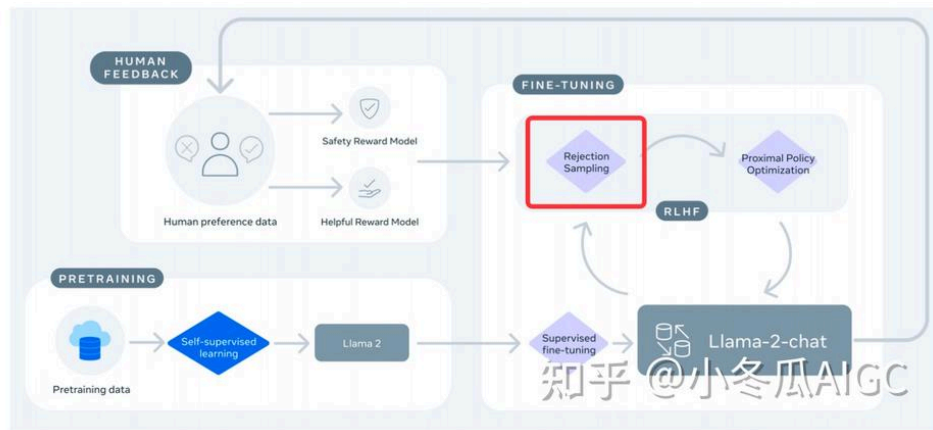 HUMAN
FEEDBACK
Safety Reward Model
Human preference data
Helpful Reward Model
FINE-TUNING
Rejection
Sampling
Proximal Policy
Optimization
RLHF
PRETRAINING
Pretraining data
Self-supervised
learning
Llama 2
Supervised
fine-tuning
Llama-2-chat
知乎 @小冬瓜AIGC